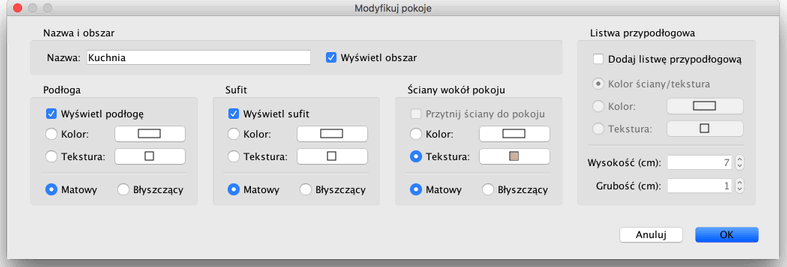 Modyfikuj pokoje
Nazwa i obszar
Nazwa: Kuchnia
Wyświetl obszar
Podłoga
Wyświetl podłogę
Kolor:
Tekstura:
Matowy Błyszczący
Sufit
Wyświetl sufit
Kolor:
Tekstura:
Matowy Błyszczący
Ściany wokół pokoju
Przytnij ściany do pokoju
Kolor:
Tekstura:
Matowy Błyszczący
Listwa przypodłogowa
Dodaj listwę przypodłogową
Kolor ściany/tekstura
Kolor:
Tekstura:
Wysokość (cm): 7
Grubość (cm): 1
Anuluj OK